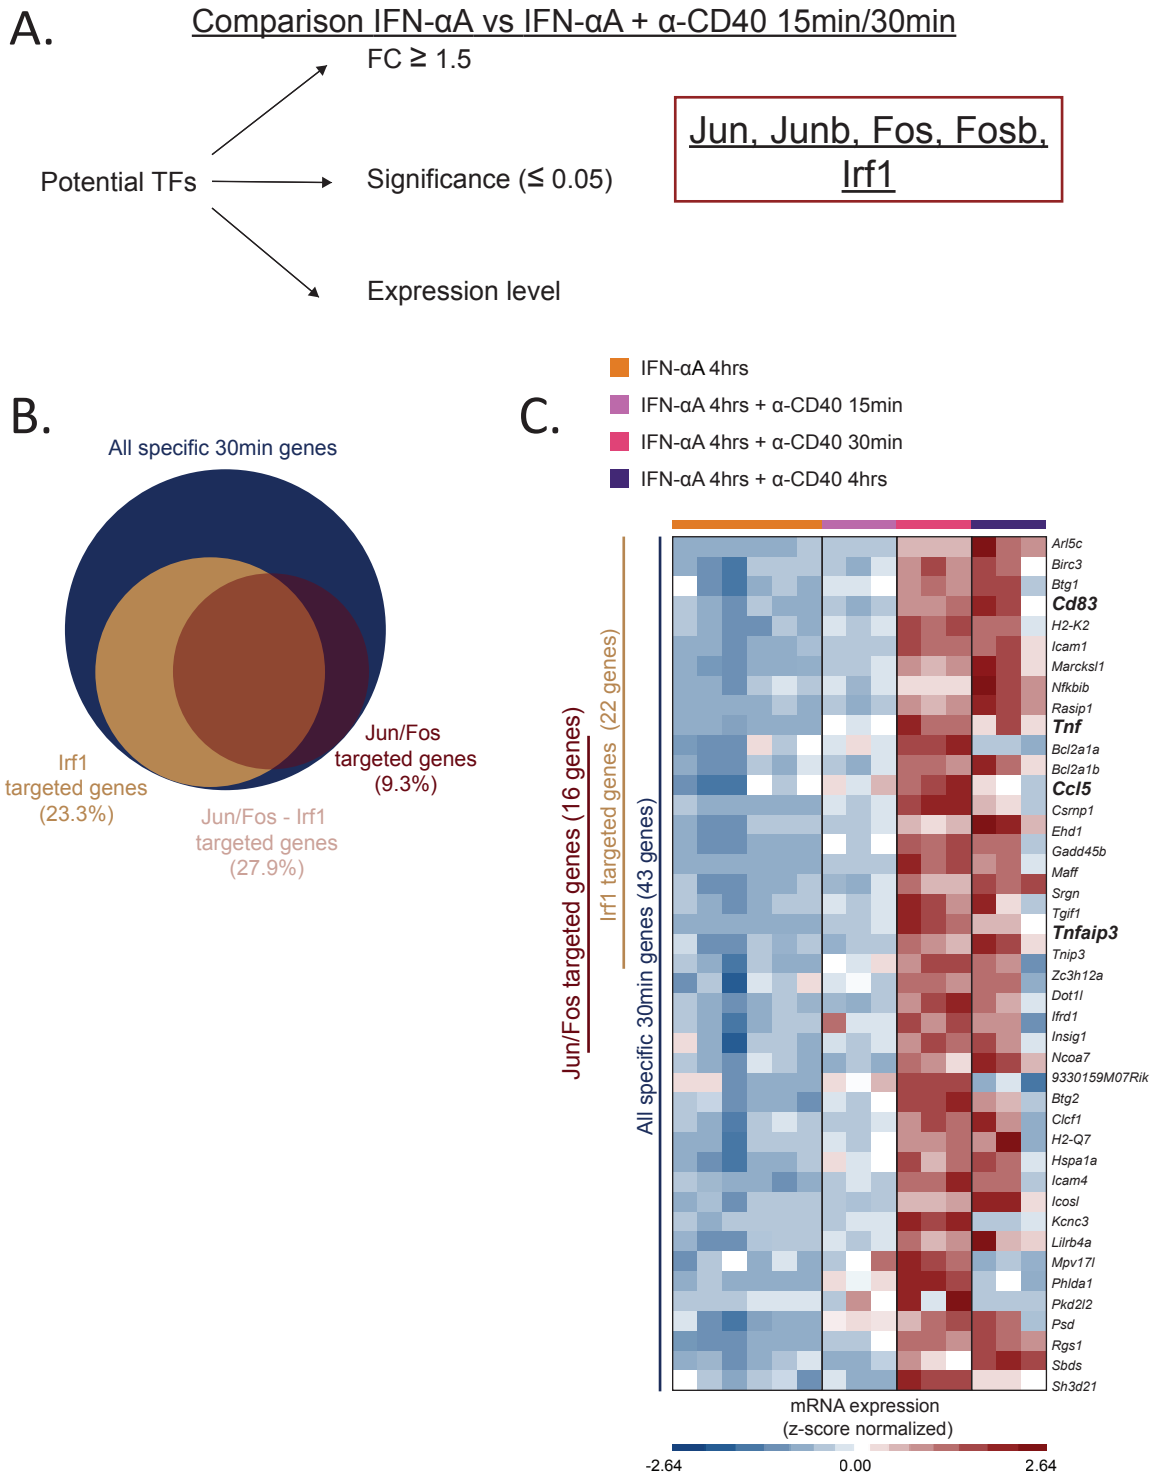 A.
Comparison IFN-αA vs IFN-αA + α-CD40 15min/30min
FC ≥ 1.5
Potential TFs
Significance (≤ 0.05)
Expression level
Jun, Junb, Fos, Fosb,
Irf1
B.
All specific 30min genes
Irf1
targeted genes
(23.3%)
Jun/Fos
targeted genes
(9.3%)
Jun/Fos - Irf1
targeted genes
(27.9%)
C.
IFN-αA 4hrs
IFN-αA 4hrs + α-CD40 15min
IFN-αA 4hrs + α-CD40 30min
IFN-αA 4hrs + α-CD40 4hrs
Jun/Fos targeted genes (16 genes)
Irf1 targeted genes (22 genes)
All specific 30min genes (43 genes)
Arl5c
Birc3
Btg1
Cd83
H2-K2
Icam1
Marcksl1
Nfkbib
Rasip1
Tnf
Bcl2a1a
Bcl2a1b
Ccl5
Csrnp1
Ehd1
Gadd45b
Maff
Srgn
Tgif1
Tnfaip3
Tnip3
Zc3h12a
Dot1l
Ifrd1
Insig1
Ncoa7
9330159M07Rik
Btg2
Clcf1
H2-Q7
Hspa1a
Icam4
Icosl
Kcnc3
Lilrb4a
Mpv17l
Phlda1
Pkd2l2
Psd
Rgs1
Sbds
Sh3d21
mRNA expression
(z-score normalized)
-2.64
0.00
2.64